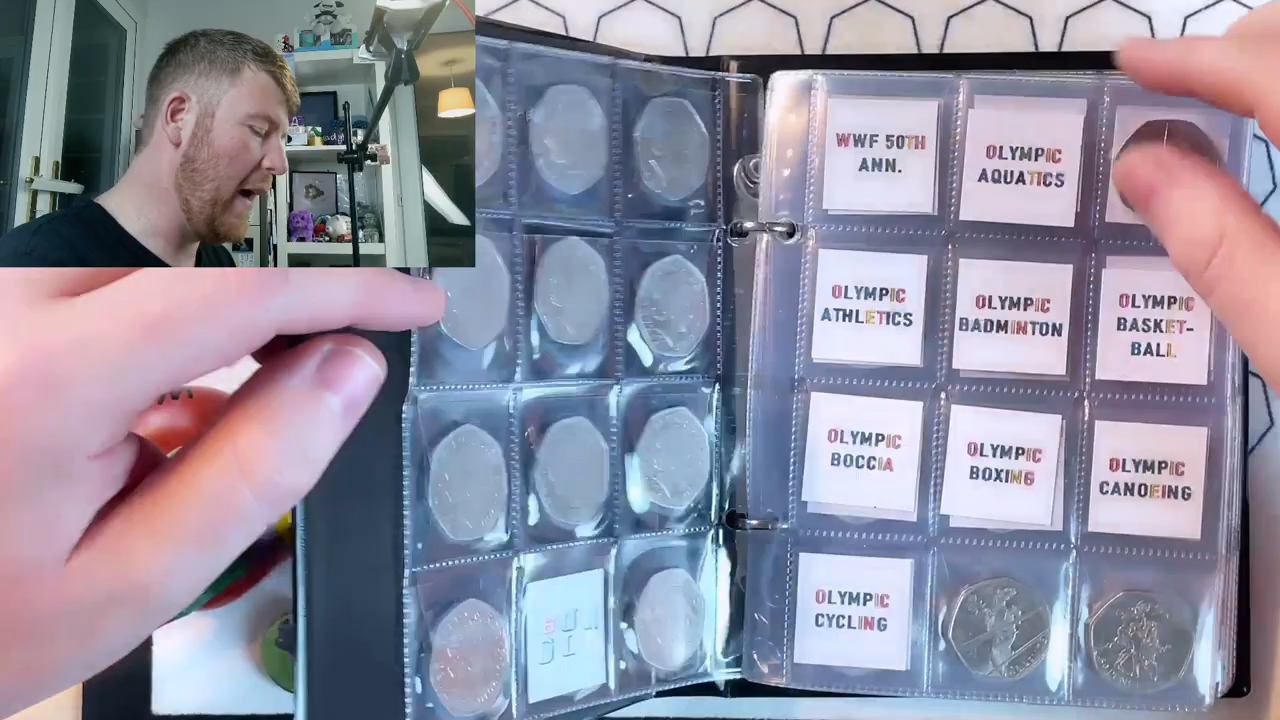 WWF 50TH
ANN.
OLYMPIC
AQUATICS
OLYMPIC
ATHLETICS
OLYMPIC
BADMINTON
OLYMPIC
BASKET-
BALL
OLYMPIC
BOCCIA
OLYMPIC
BOXING
OLYMPIC
CANOEING
OLYMPIC
CYCLING